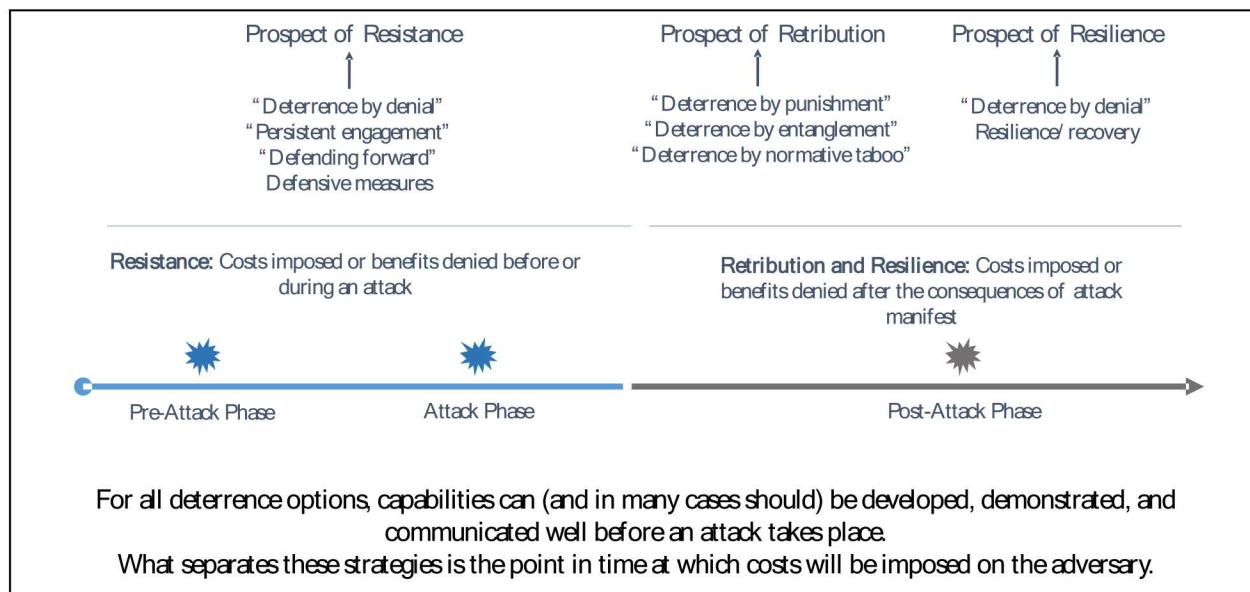 Prospect of Resistance
"Deterrence by denial"
"Persistent engagement"
"Defending forward"
Defensive measures
Prospect of Retribution
"Deterrence by punishment"
"Deterrence by entanglement"
"Deterrence by normative taboo"
Prospect of Resilience
"Deterrence by denial"
Resilience/ recovery
Resistance: Costs imposed or benefits denied before or
during an attack
Retribution and Resilience: Costs imposed or
benefits denied after the consequences of attack
manifest
Pre-Attack Phase
Attack Phase
Post-Attack Phase
For all deterrence options, capabilities can (and in many cases should) be developed, demonstrated, and
communicated well before an attack takes place.
What separates these strategies is the point in time at which costs will be imposed on the adversary.